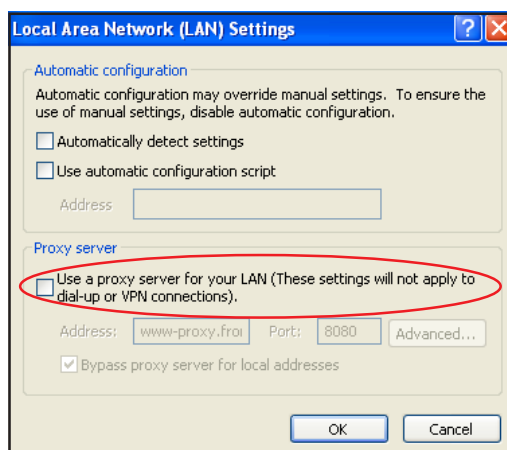 Local Area Network (LAN) Settings
Automatic configuration
Automatic configuration may override manual settings. To ensure the
use of manual settings, disable automatic configuration.
Automatically detect settings
Use automatic configuration script
Address
Proxy server
Use a proxy server for your LAN (These settings will not apply to
dial-up or VPN connections).
Address: www-proxy.fro Port: 8080 Advanced...
Bypass proxy server for local addresses
OK Cancel